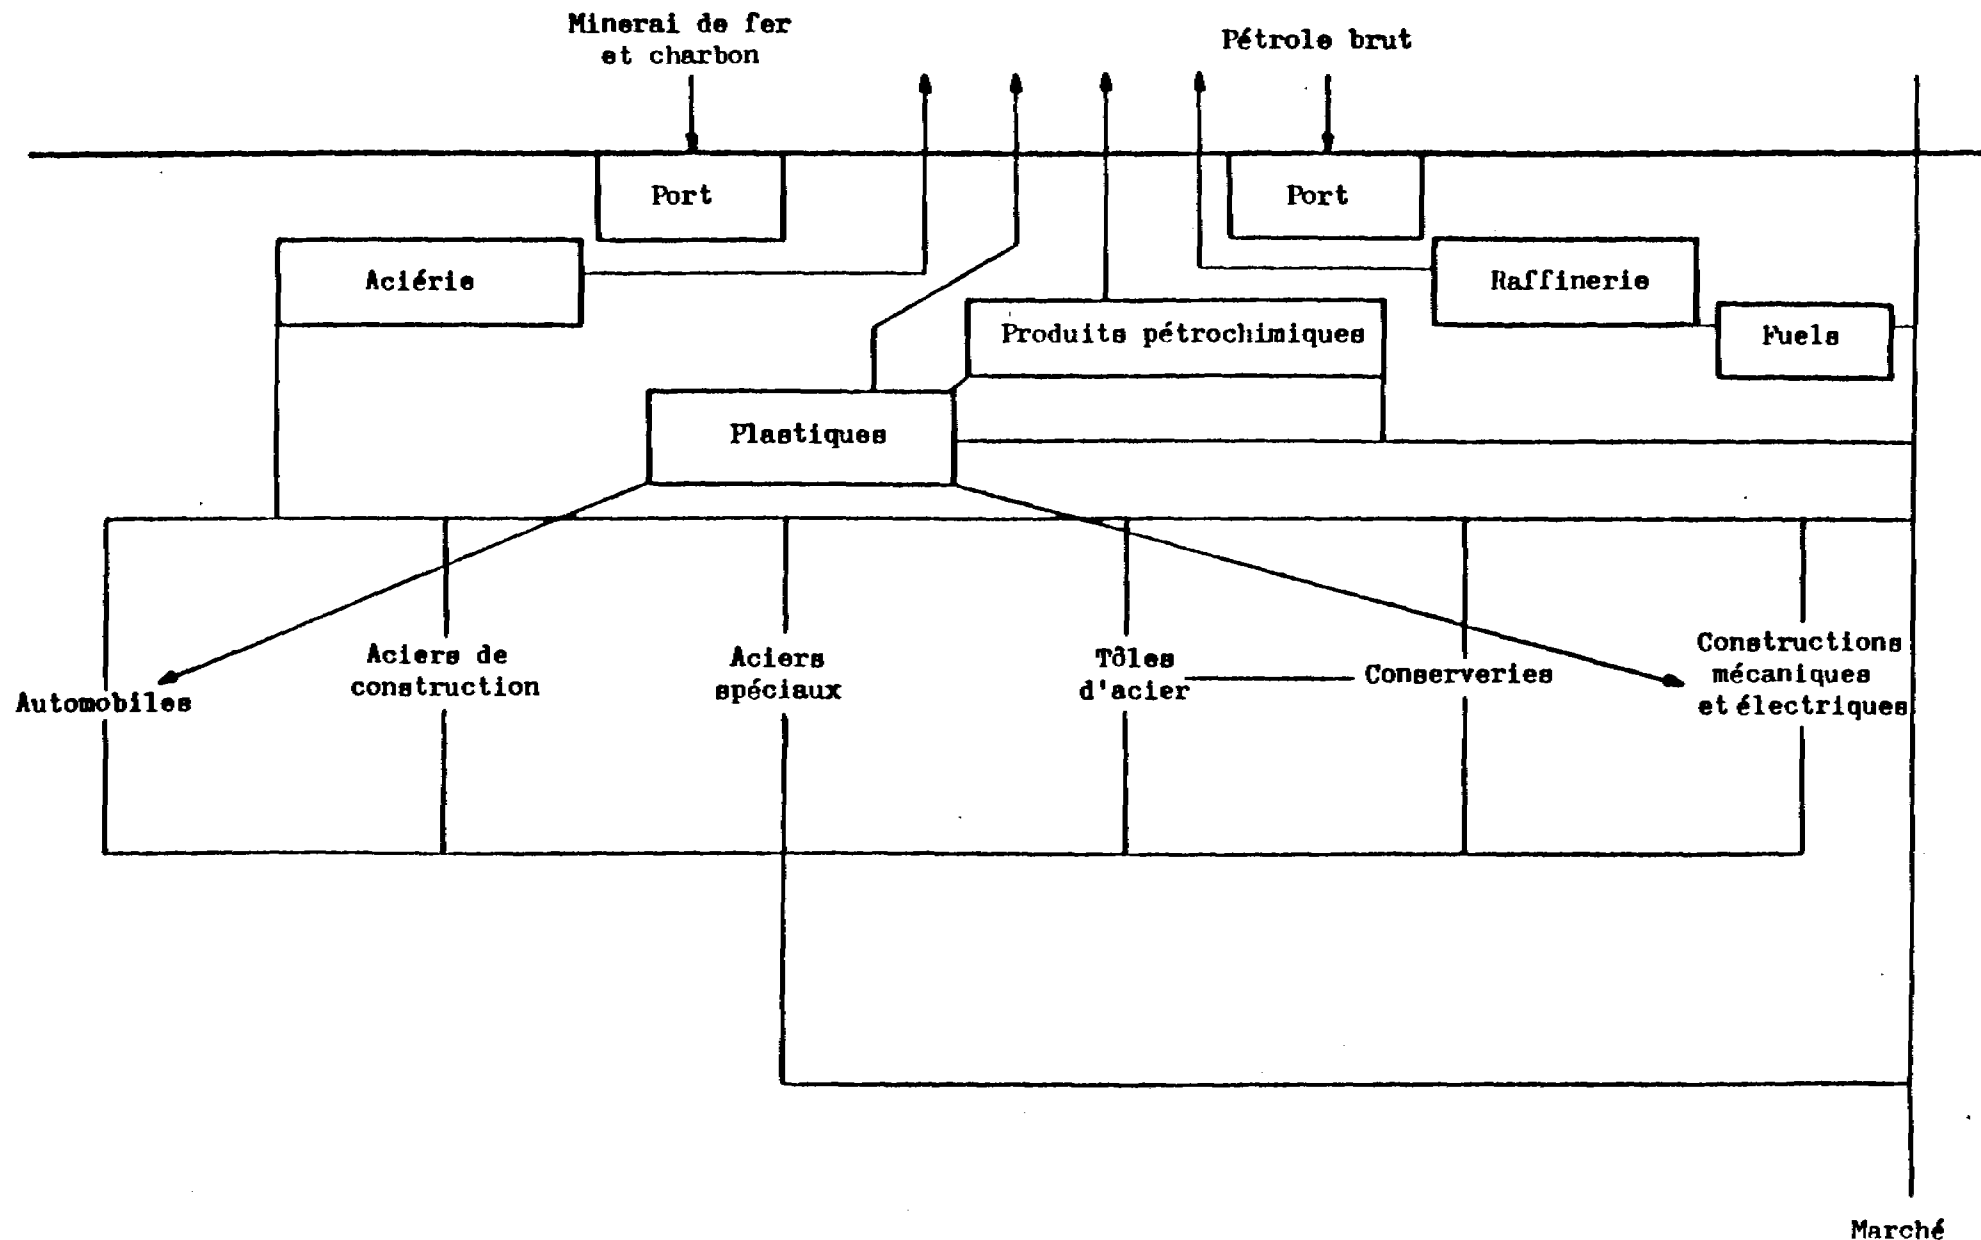 Minerai de fer
et charbon
Pétrole brut
Port
Port
Aciérie
Raffinerie
Produits pétrochimiques
Fuels
Plastiques
Automobiles
Aciers de
construction
Aciers
spéciaux
Tôles
d'acier
Conserveries
Constructions
mécaniques
et électriques
Marché